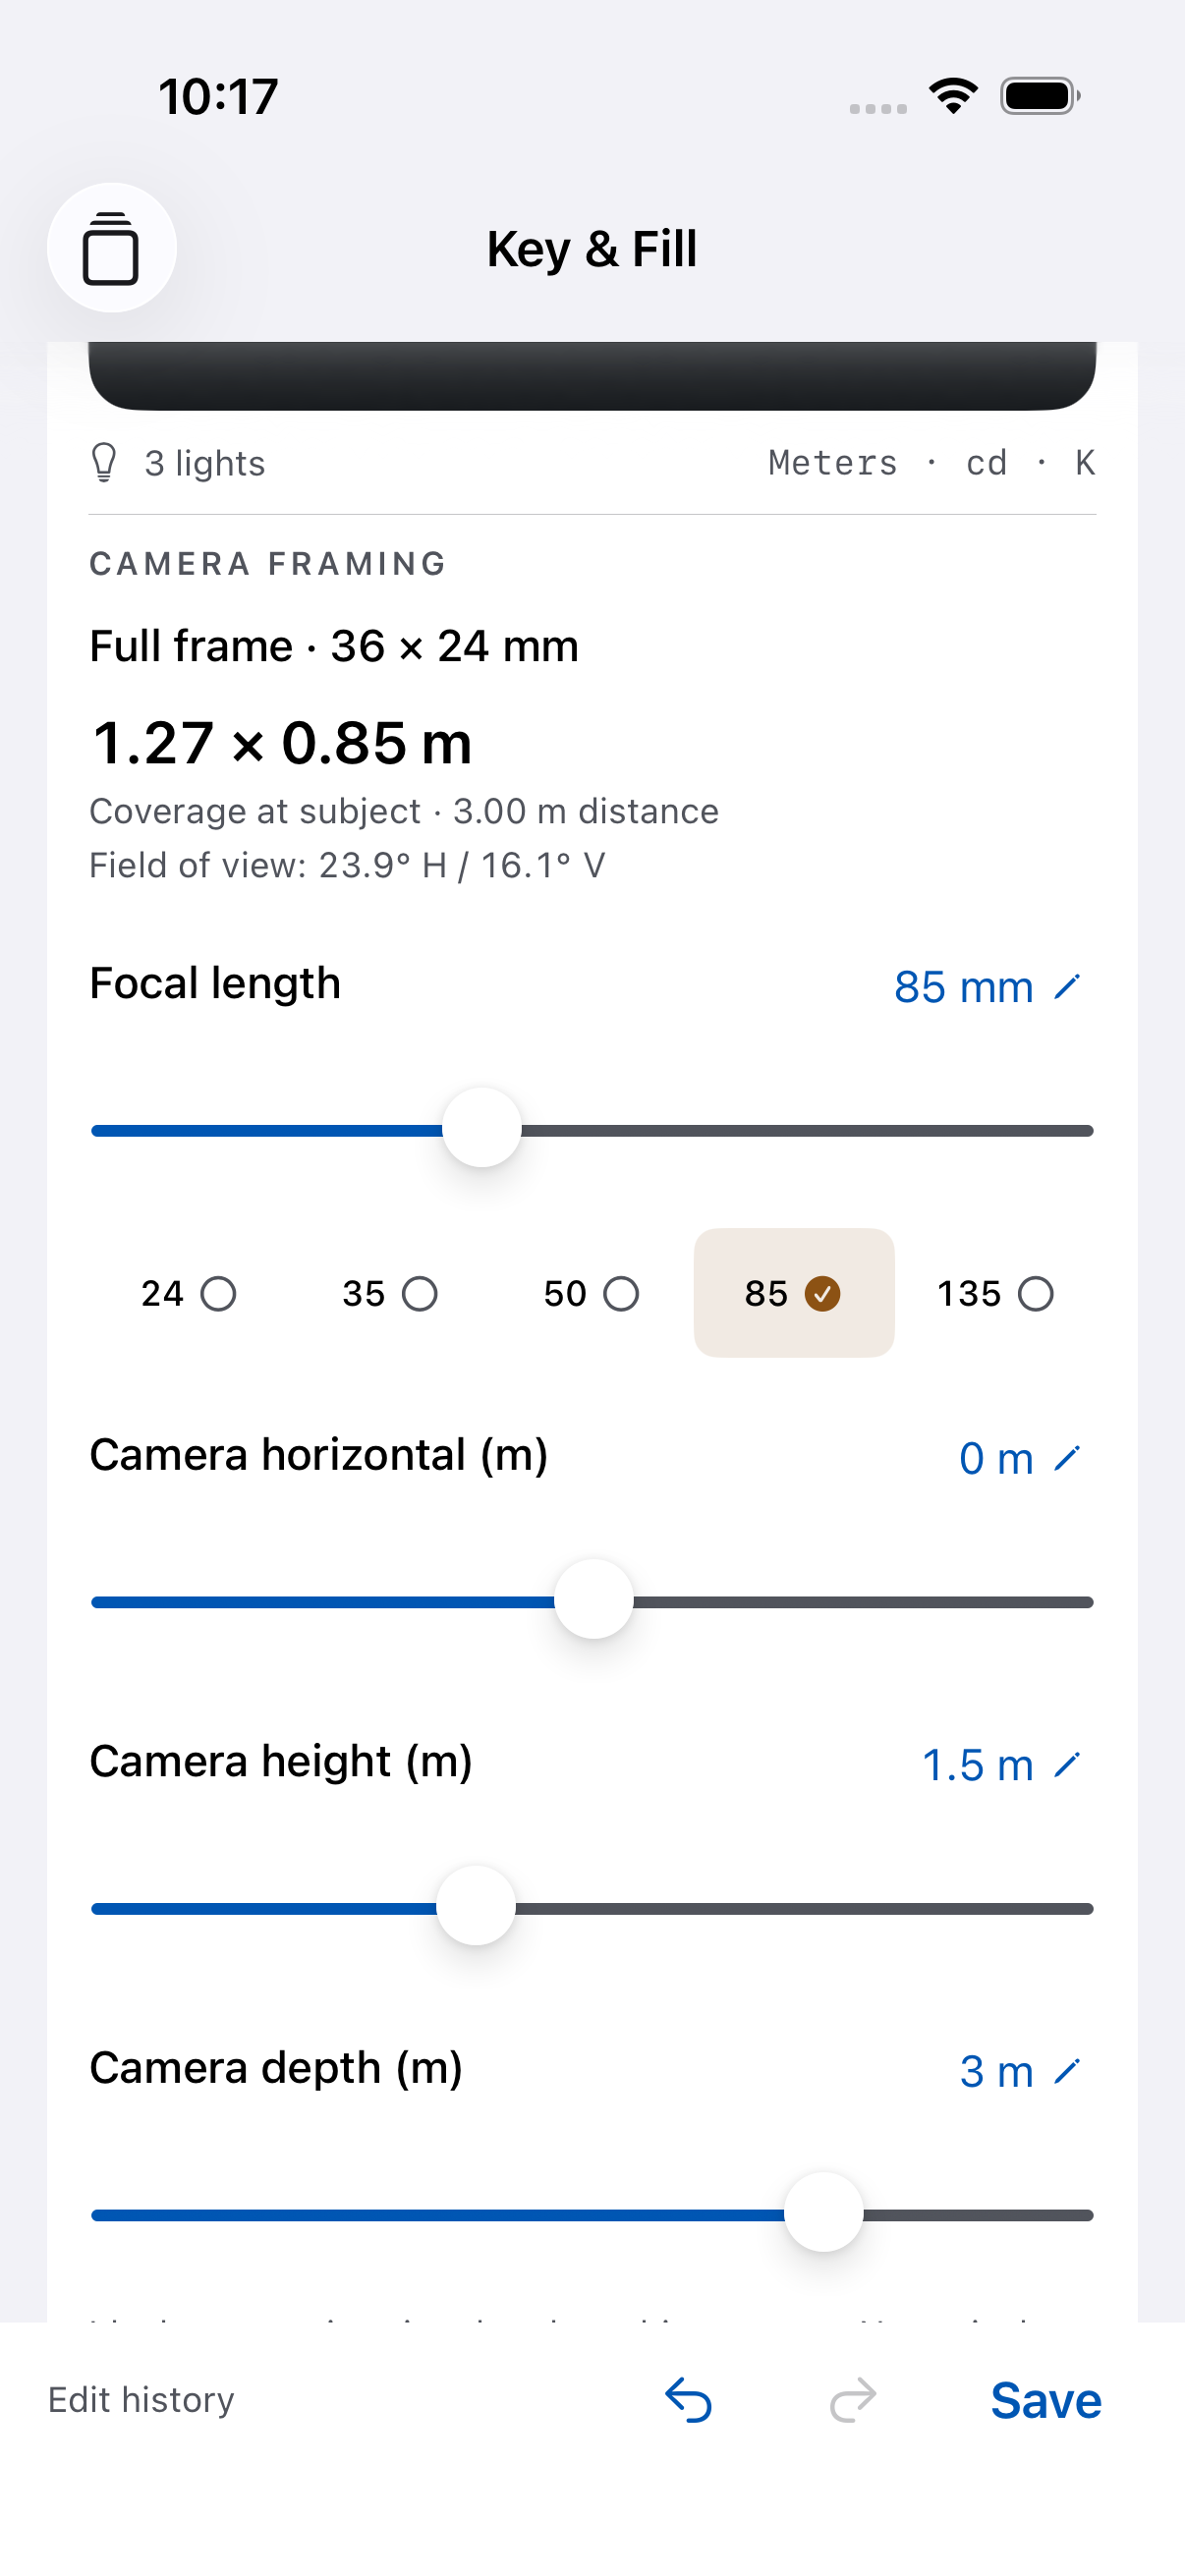 10:17
Key & Fill
3 lights
Meters · cd · K
CAMERA FRAMING
Full frame · 36 × 24 mm
1.27 × 0.85 m
Coverage at subject · 3.00 m distance
Field of view: 23.9° H / 16.1° V
Focal length
85 mm
24
35
50
85
135
Camera horizontal (m)
0 m
Camera height (m)
1.5 m
Camera depth (m)
3 m
Edit history
Save